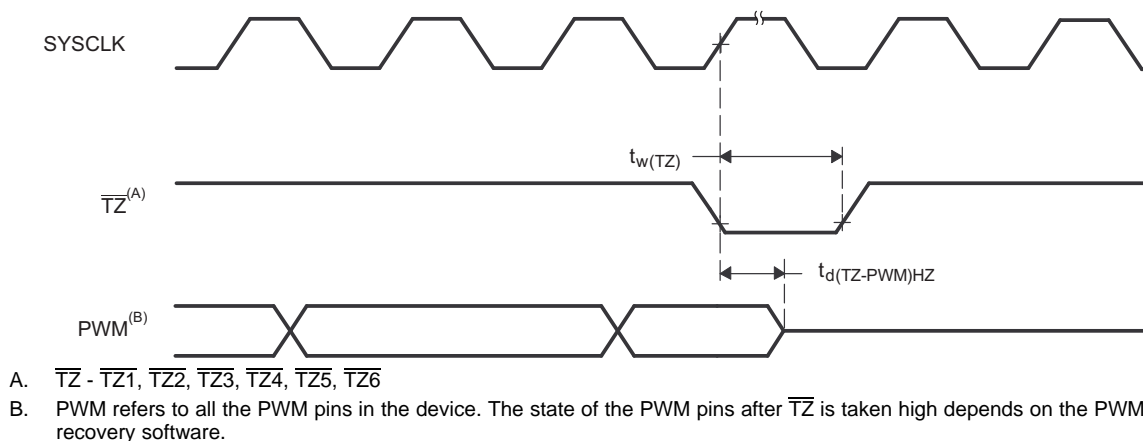 SYSCLK
tw(TZ)
TZ(A)
td(TZ-PWM)HZ
PWM(B)
A. TZ - TZ1, TZ2, TZ3, TZ4, TZ5, TZ6
B. PWM refers to all the PWM pins in the device. The state of the PWM pins after TZ is taken high depends on the PWM
recovery software.